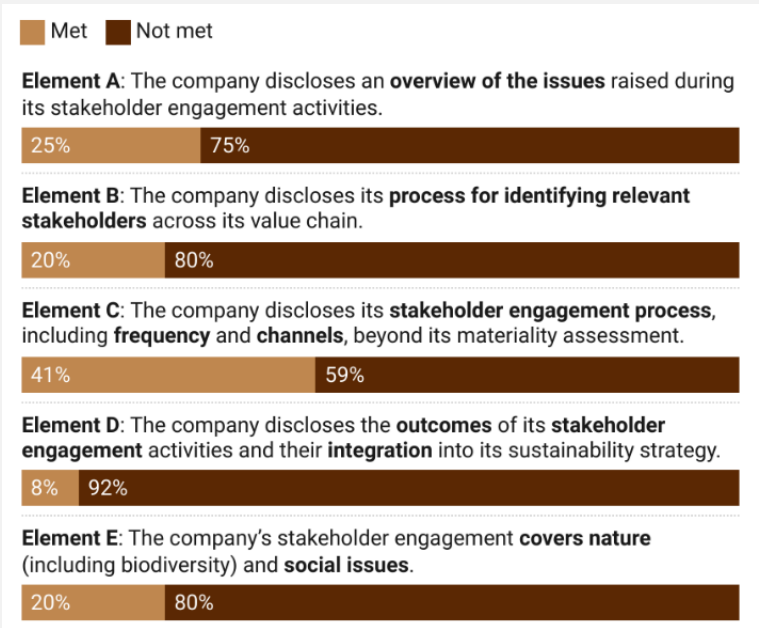 Met Not met
Element A: The company discloses an overview of the issues raised during
its stakeholder engagement activities.
25% 75%
Element B: The company discloses its process for identifying relevant
stakeholders across its value chain.
20% 80%
Element C: The company discloses its stakeholder engagement process,
including frequency and channels, beyond its materiality assessment.
41% 59%
Element D: The company discloses the outcomes of its stakeholder
engagement activities and their integration into its sustainability strategy.
8% 92%
Element E: The company’s stakeholder engagement covers nature
(including biodiversity) and social issues.
20% 80%